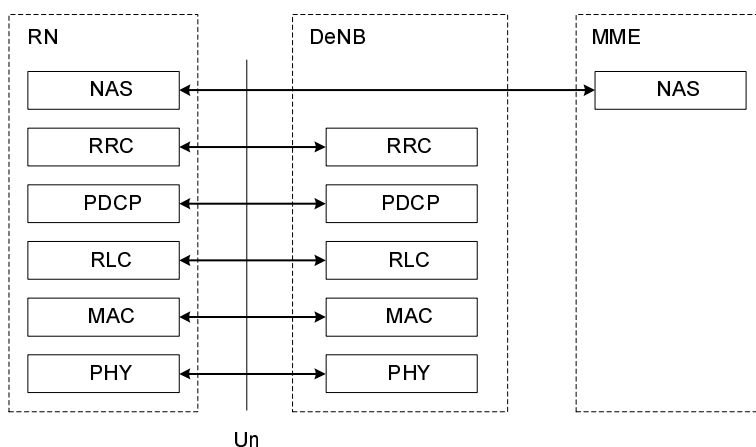 RN DeNB MME
NAS NAS
RRC RRC
PDCP PDCP
RLC RLC
MAC MAC
PHY PHY
Un